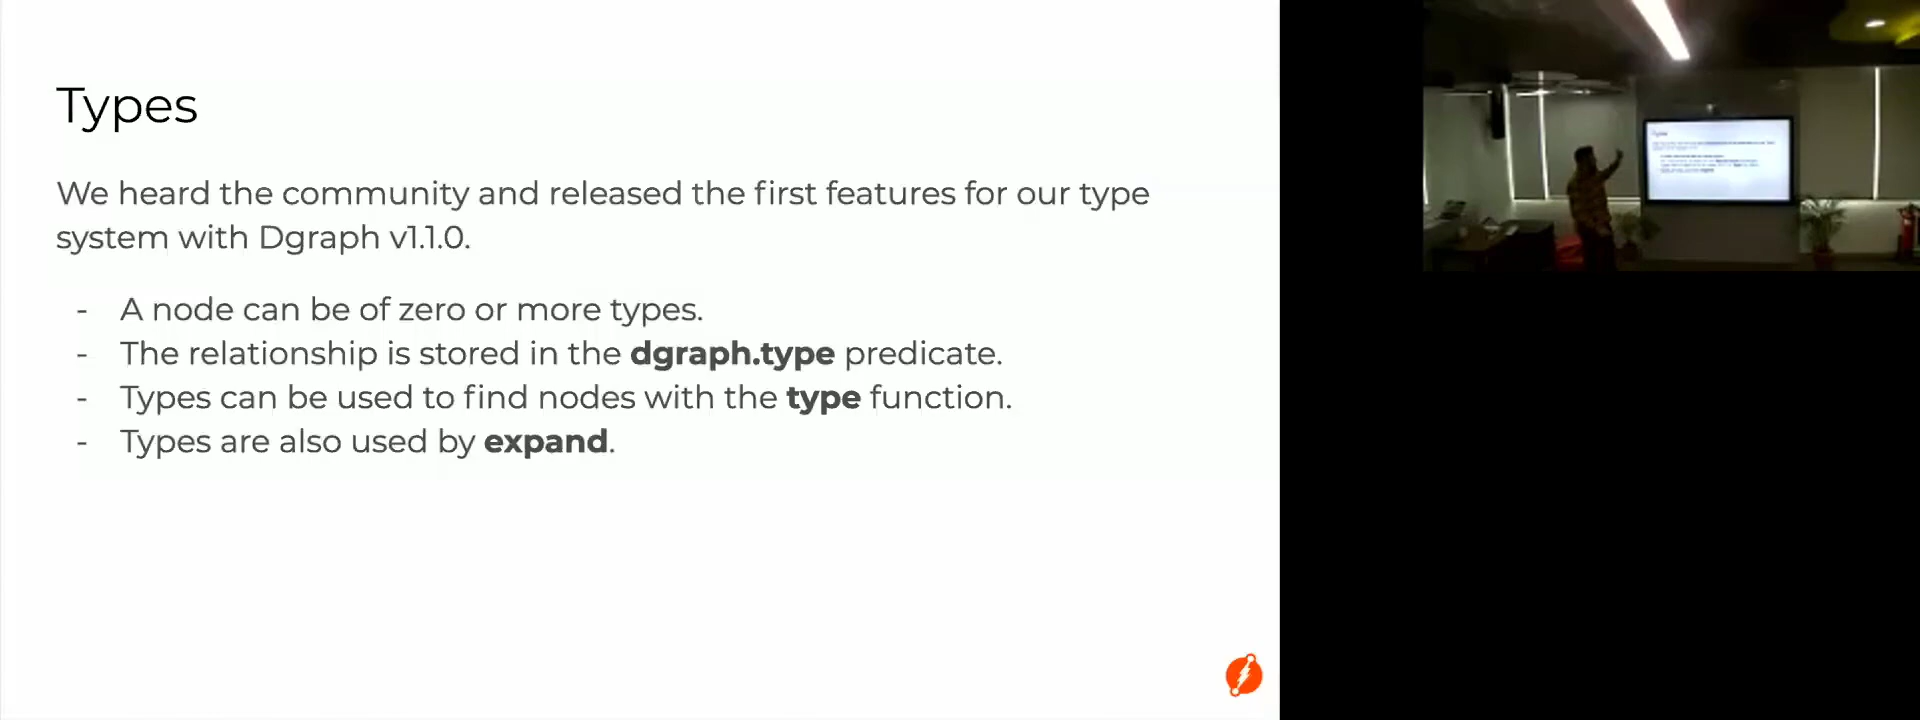 Types
We heard the community and released the first features for our type
system with Dgraph v1.1.0.
- A node can be of zero or more types.
- The relationship is stored in the dgraph.type predicate.
- Types can be used to find nodes with the type function.
- Types are also used by expand.